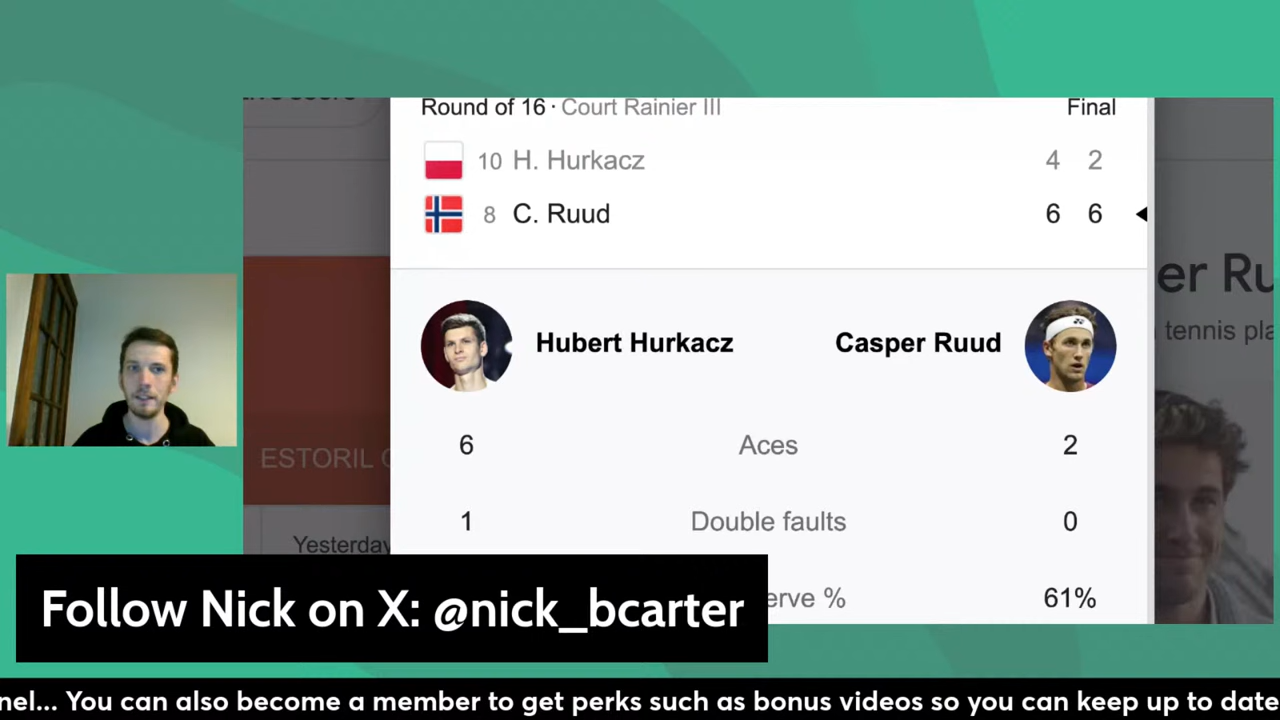 Round of 16 · Court Rainier III
Final
10 H. Hurkacz 4 2
8 C. Ruud 6 6
er Ru
tennis pla
Hubert Hurkacz
Casper Ruud
6 Aces 2
ESTORIL
1 Double faults 0
Yesterday
erve % 61%
Follow Nick on X: @nick_bcarter
nel... You can also become a member to get perks such as bonus videos so you can keep up to date